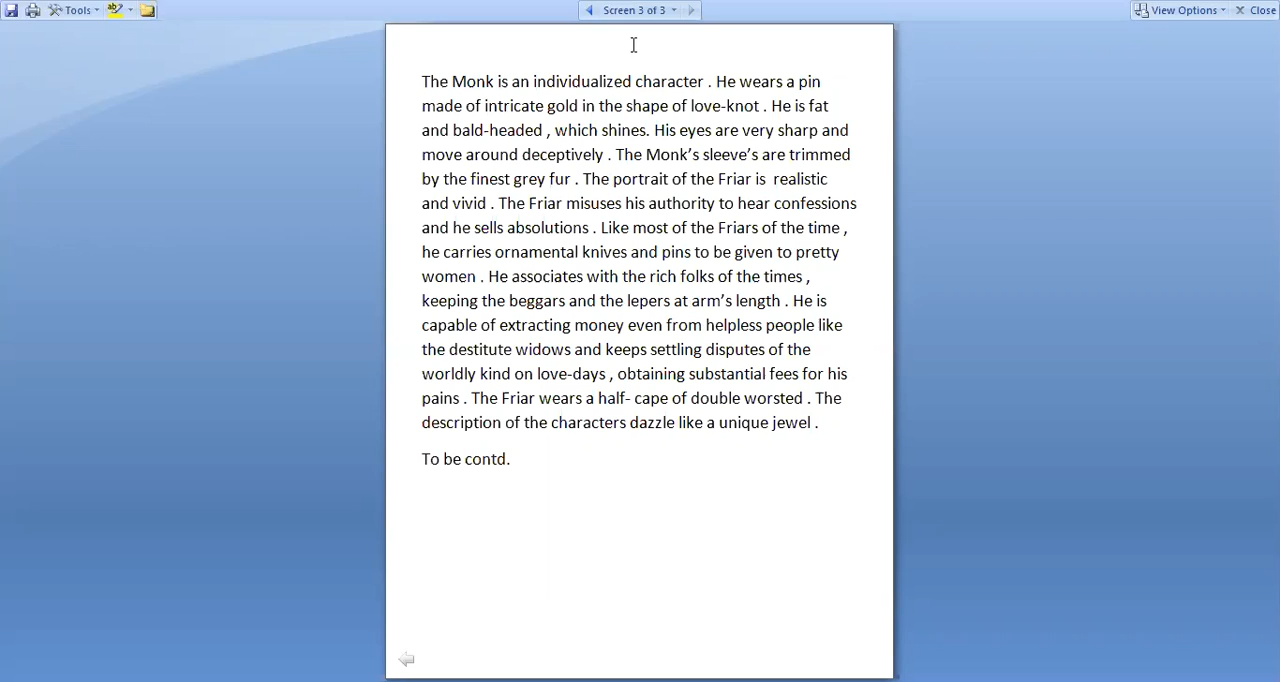 Tools
Screen 3 of 3
View Options
Close
The Monk is an individualized character . He wears a pin
made of intricate gold in the shape of love-knot . He is fat
and bald-headed , which shines. His eyes are very sharp and
move around deceptively . The Monk’s sleeve’s are trimmed
by the finest grey fur . The portrait of the Friar is  realistic
and vivid . The Friar misuses his authority to hear confessions
and he sells absolutions . Like most of the Friars of the time ,
he carries ornamental knives and pins to be given to pretty
women . He associates with the rich folks of the times ,
keeping the beggars and the lepers at arm’s length . He is
capable of extracting money even from helpless people like
the destitute widows and keeps settling disputes of the
worldly kind on love-days , obtaining substantial fees for his
pains . The Friar wears a half- cape of double worsted . The
description of the characters dazzle like a unique jewel .
To be contd.